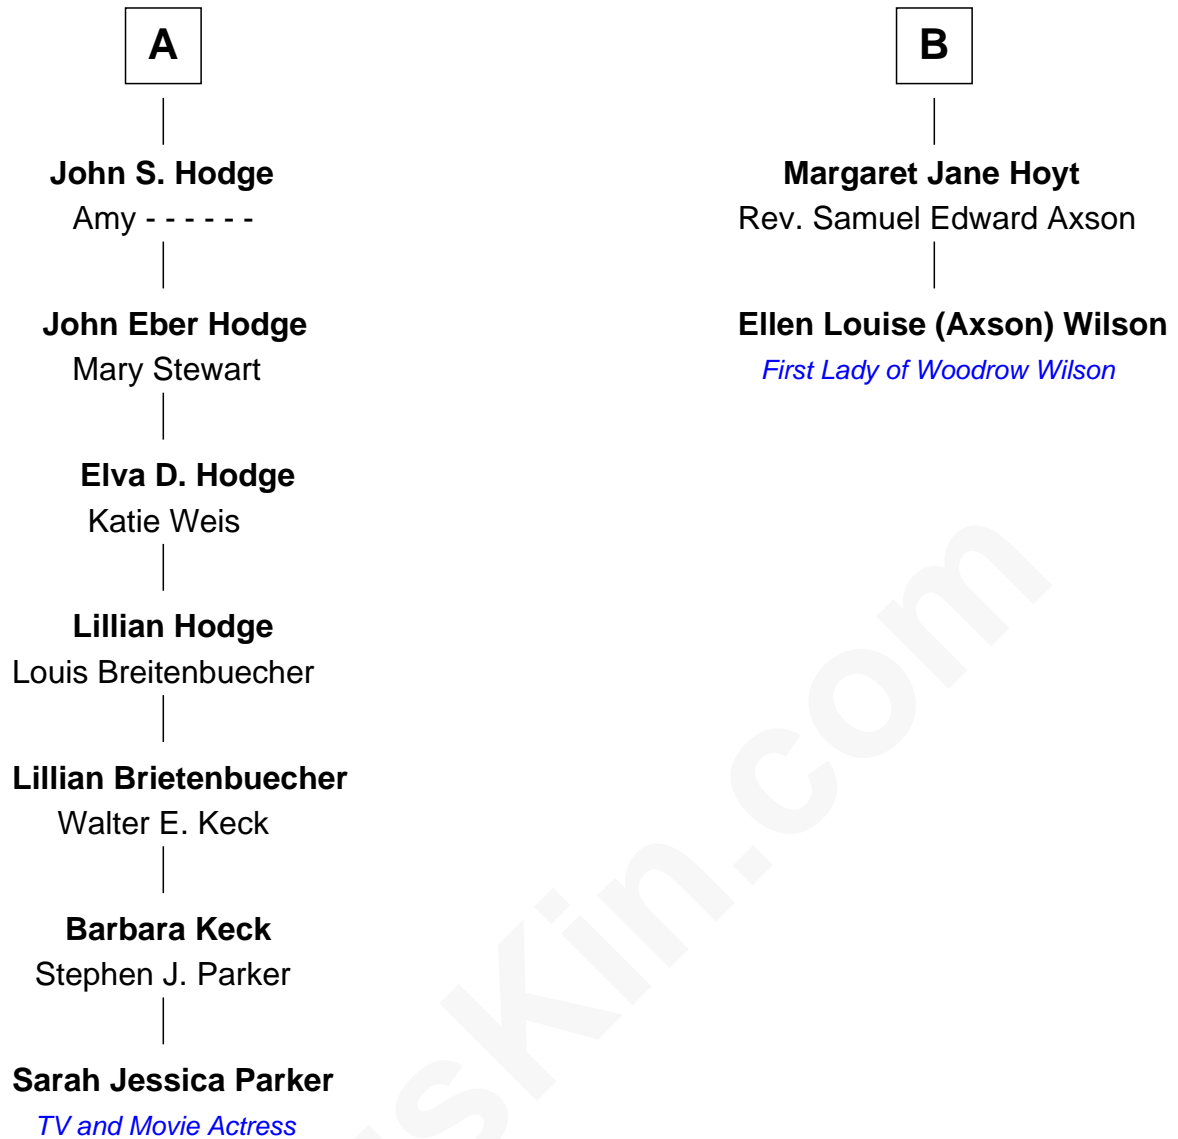 A
John S. Hodge
Amy - - - - - -
John Eber Hodge
Mary Stewart
Elva D. Hodge
Katie Weis
Lillian Hodge
Louis Breitenbuecher
Lillian Brietenbuecher
Walter E. Keck
Barbara Keck
Stephen J. Parker
Sarah Jessica Parker
TV and Movie Actress
B
Margaret Jane Hoyt
Rev. Samuel Edward Axson
Ellen Louise (Axson) Wilson
First Lady of Woodrow Wilson
usKin.com